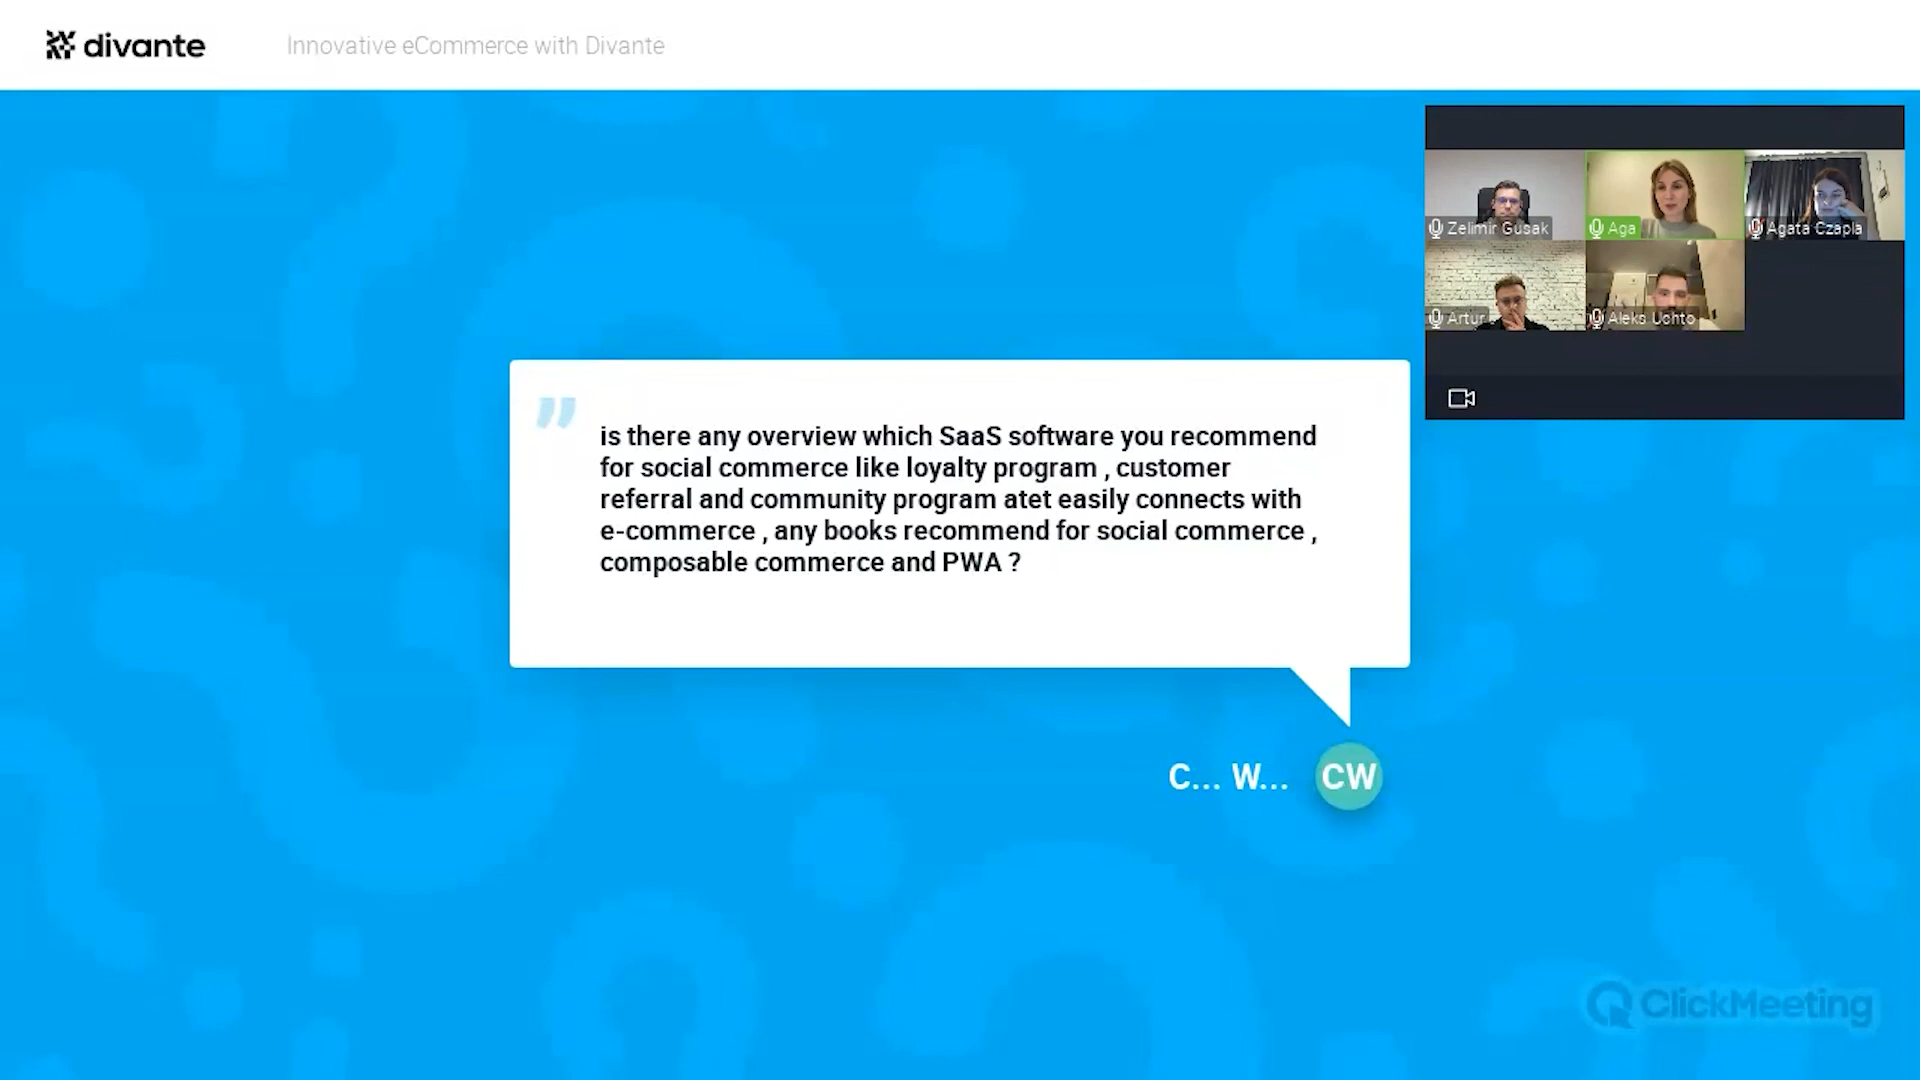 divante
Innovative eCommerce with Divante
Zelimir Gusak
Aga
Agata Czapla
Artur
Aleks Uchto
is there any overview which SaaS software you recommend
for social commerce like loyalty program , customer
referral and community program atet easily connects with
e-commerce , any books recommend for social commerce ,
composable commerce and PWA ?
C... W...
CW
ClickMeeting